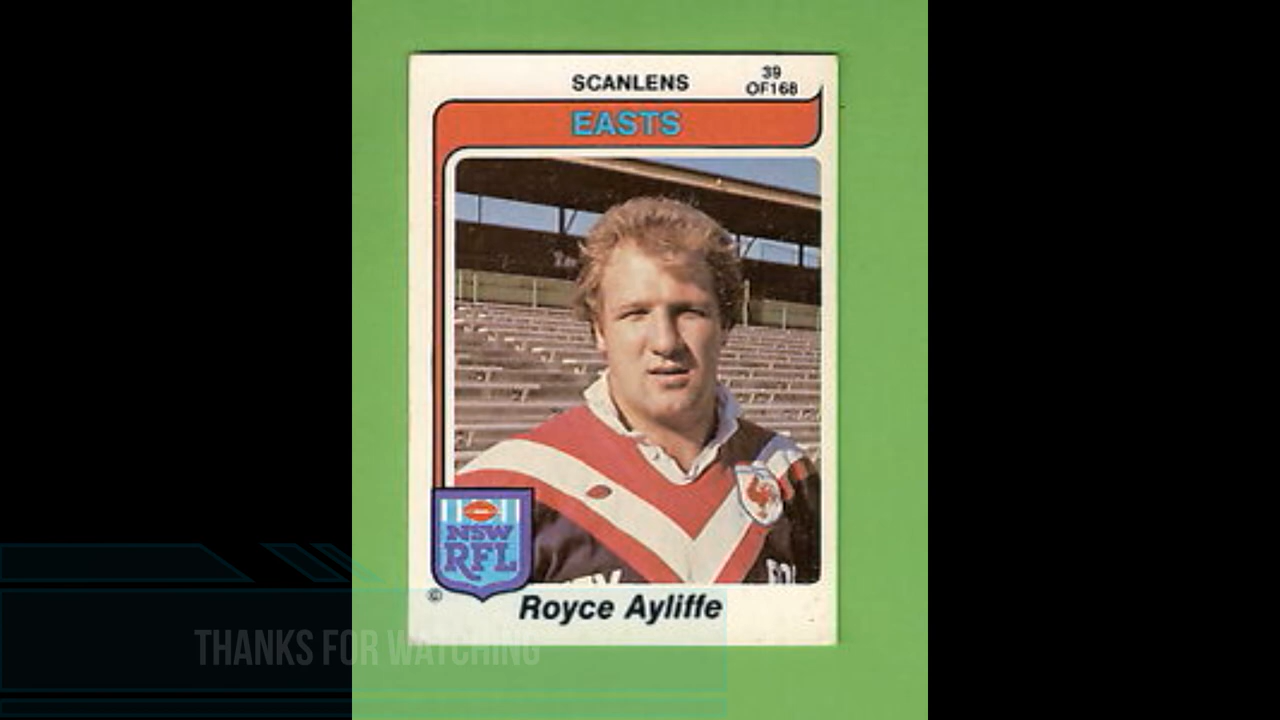 SCANLENS
39
OF168
EASTS
NSW
RFL
©
Royce Ayliffe
THANKS FOR WATCHING